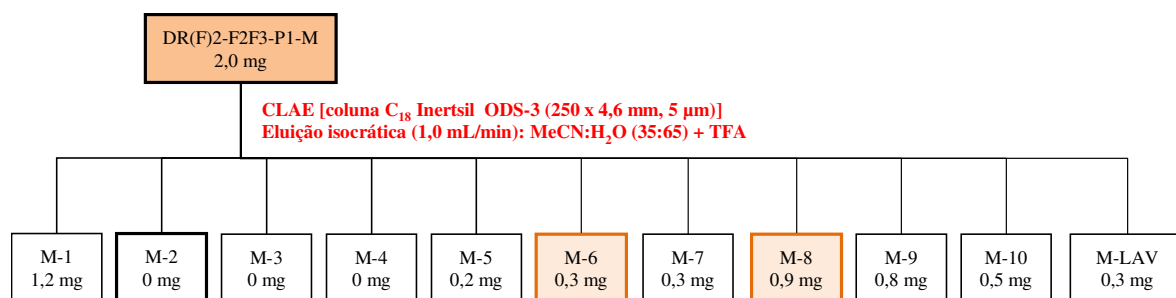 DR(F)2-F2F3-P1-M
2,0 mg
CLAE [coluna C₁₈ Inertsil ODS-3 (250 x 4,6 mm, 5 µm)]
Eluição isocrática (1,0 mL/min): MeCN:H₂O (35:65) + TFA
M-1
1,2 mg
M-2
0 mg
M-3
0 mg
M-4
0 mg
M-5
0,2 mg
M-6
0,3 mg
M-7
0,3 mg
M-8
0,9 mg
M-9
0,8 mg
M-10
0,5 mg
M-LAV
0,3 mg